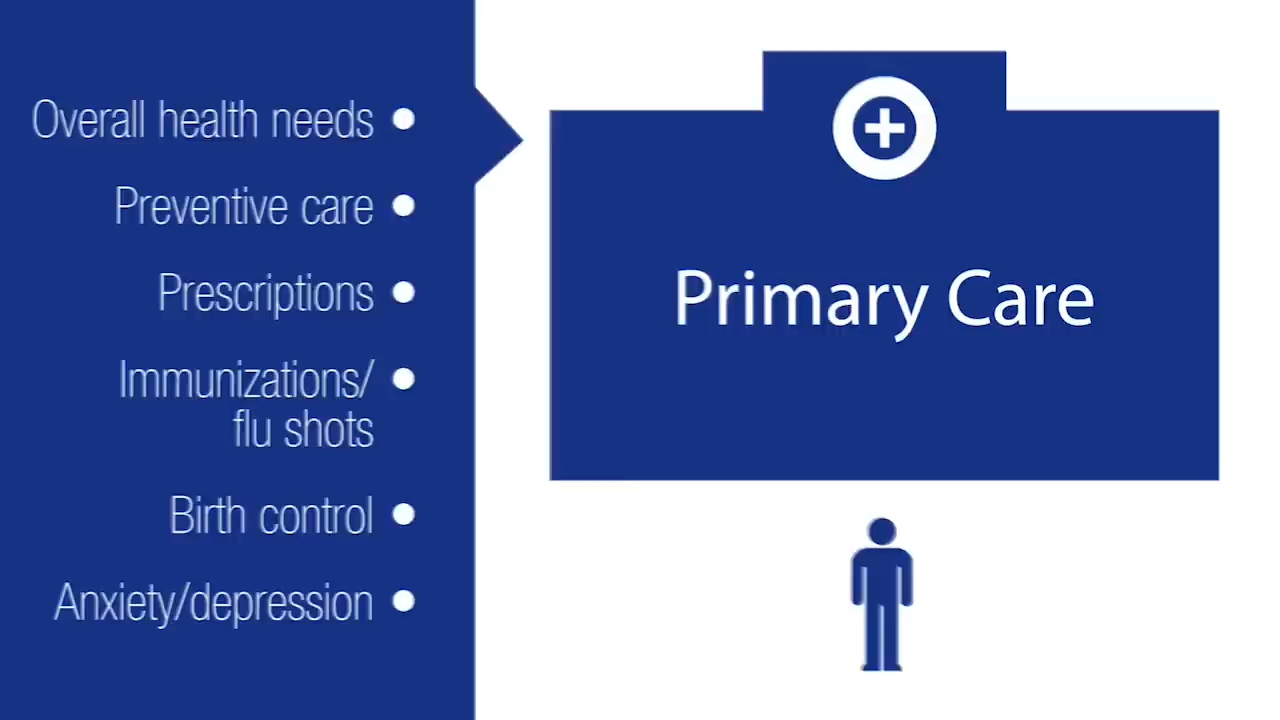 Overall health needs
Preventive care
Prescriptions
Immunizations/
flu shots
Birth control
Anxiety/depression
Primary Care